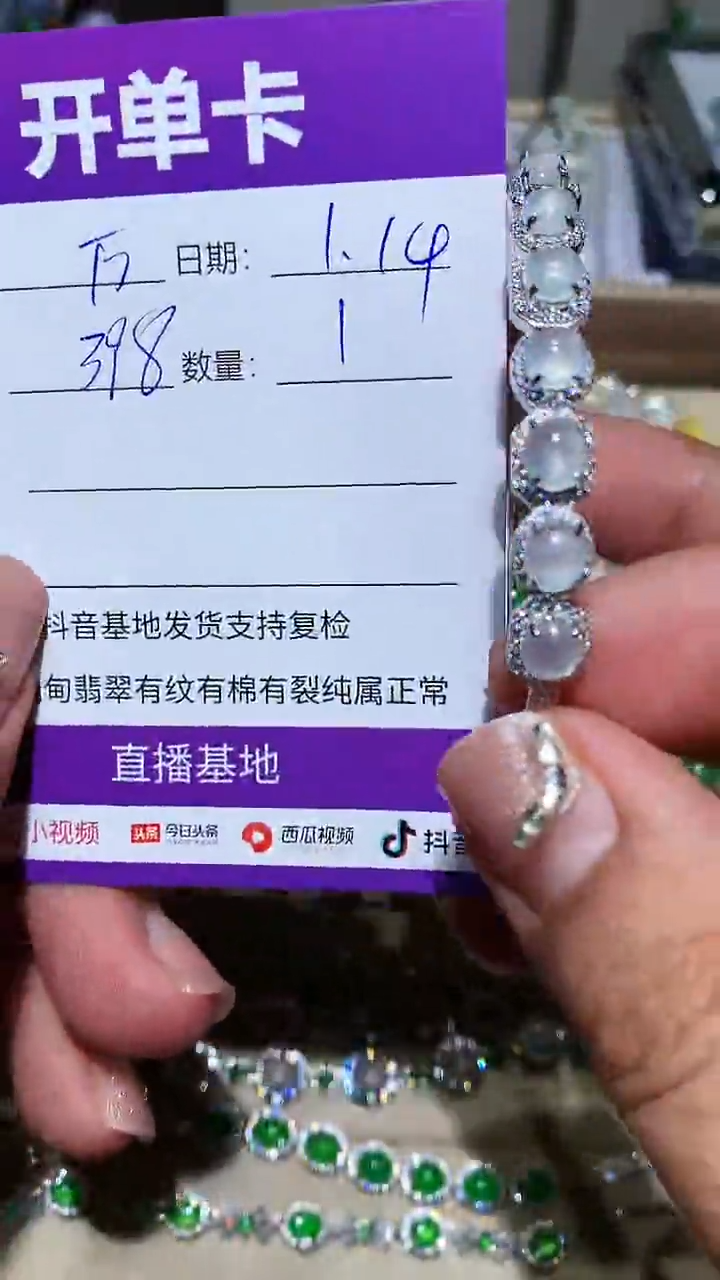 开单卡
日期： 1.14
398 数量： 1
抖音基地发货支持复检
甸翡翠有纹有棉有裂纯属正常
直播基地
小视频 头条 今日头条 西瓜视频 抖音